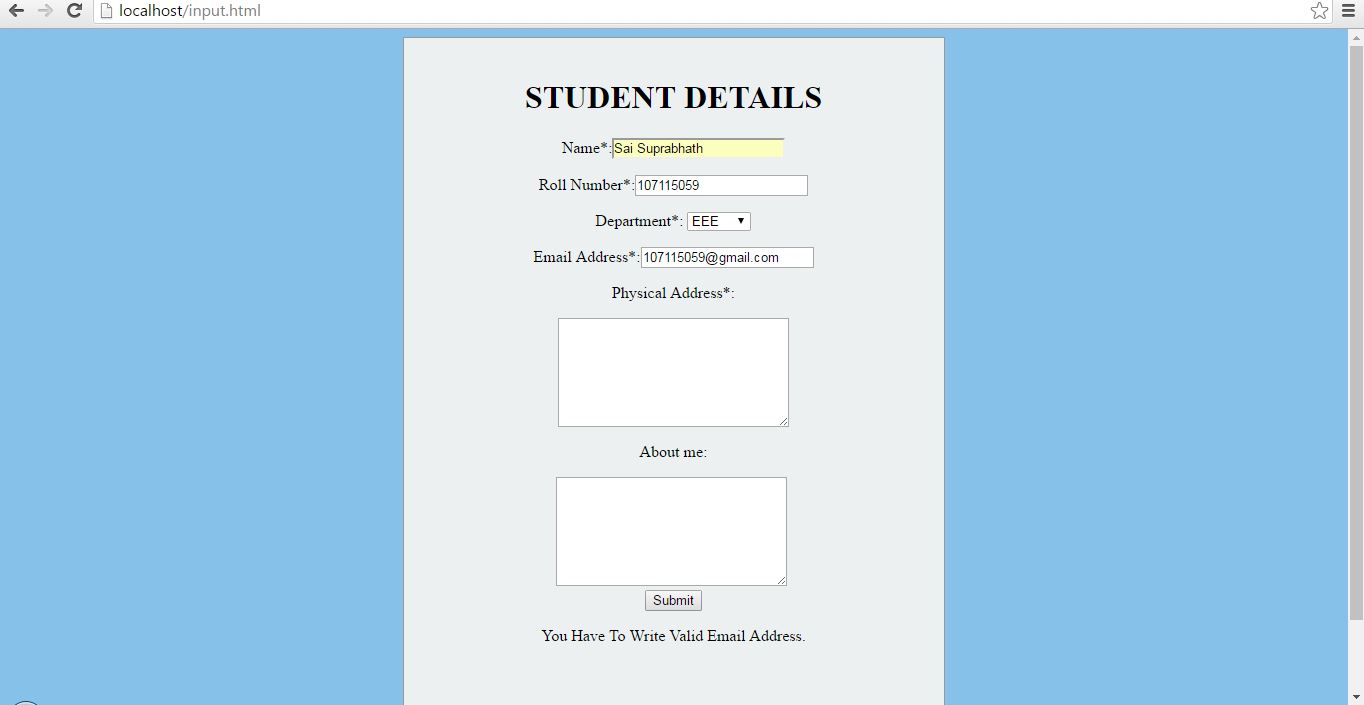 localhost/input.html
STUDENT DETAILS
Name*:Sai Suprabhath
Roll Number*:107115059
Department*: EEE
Email Address*:107115059@gmail.com
Physical Address*:
About me:
Submit
You Have To Write Valid Email Address.